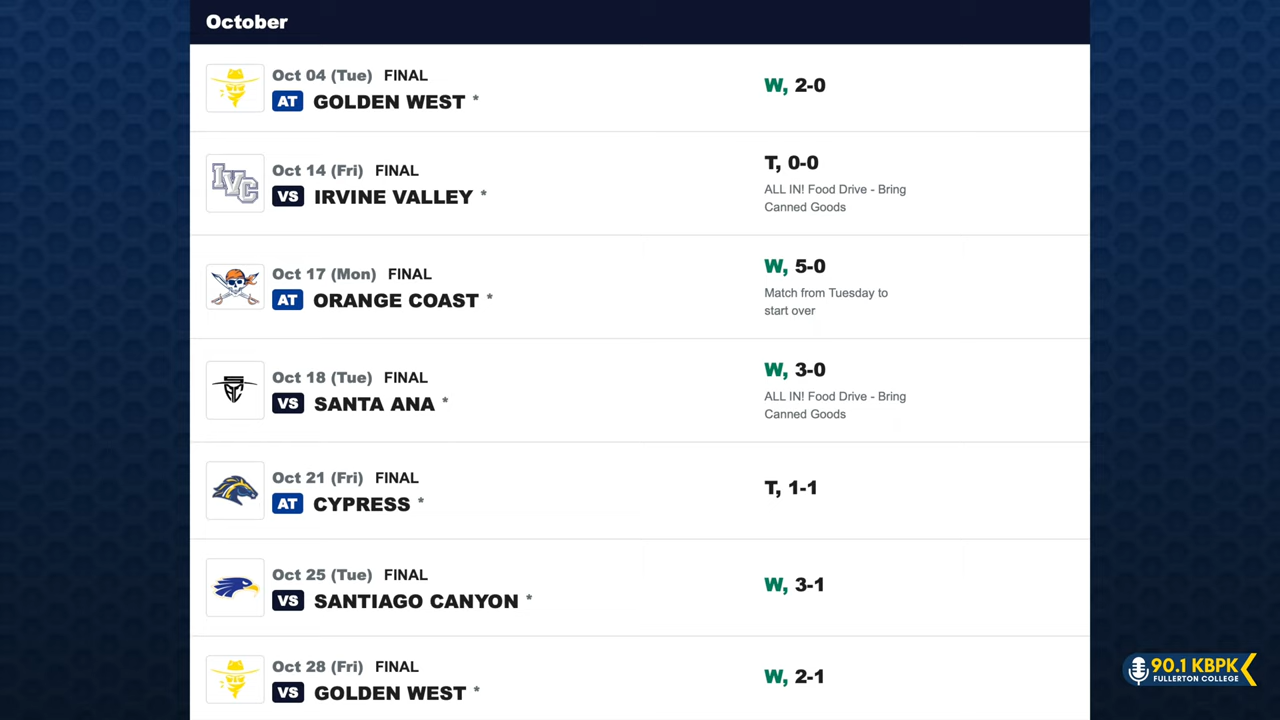 October
Oct 04 (Tue) FINAL
AT GOLDEN WEST *
W, 2-0
IVC
Oct 14 (Fri) FINAL
VS IRVINE VALLEY *
T, 0-0
ALL IN! Food Drive - Bring
Canned Goods
Oct 17 (Mon) FINAL
AT ORANGE COAST *
W, 5-0
Match from Tuesday to
start over
Oct 18 (Tue) FINAL
VS SANTA ANA *
W, 3-0
ALL IN! Food Drive - Bring
Canned Goods
Oct 21 (Fri) FINAL
AT CYPRESS *
T, 1-1
Oct 25 (Tue) FINAL
VS SANTIAGO CANYON *
W, 3-1
Oct 28 (Fri) FINAL
VS GOLDEN WEST *
W, 2-1
90.1 KBPK
FULLERTON COLLEGE